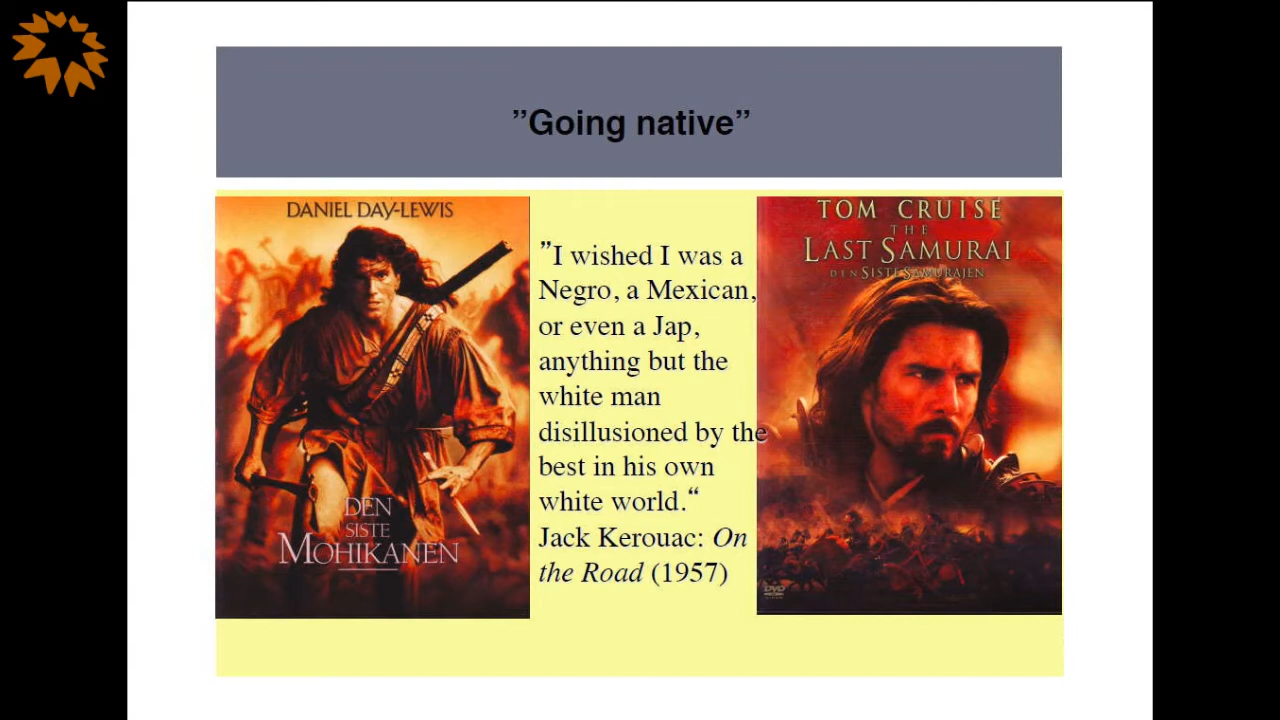 ”Going native”
DANIEL DAY-LEWIS
DEN
SISTE
MOHIKANEN
”I wished I was a
Negro, a Mexican,
or even a Jap,
anything but the
white man
disillusioned by the
best in his own
white world.“
Jack Kerouac: On
the Road (1957)
TOM CRUISE
THE
LAST SAMURAI
DEN SISTE SAMURAJEN
DVD